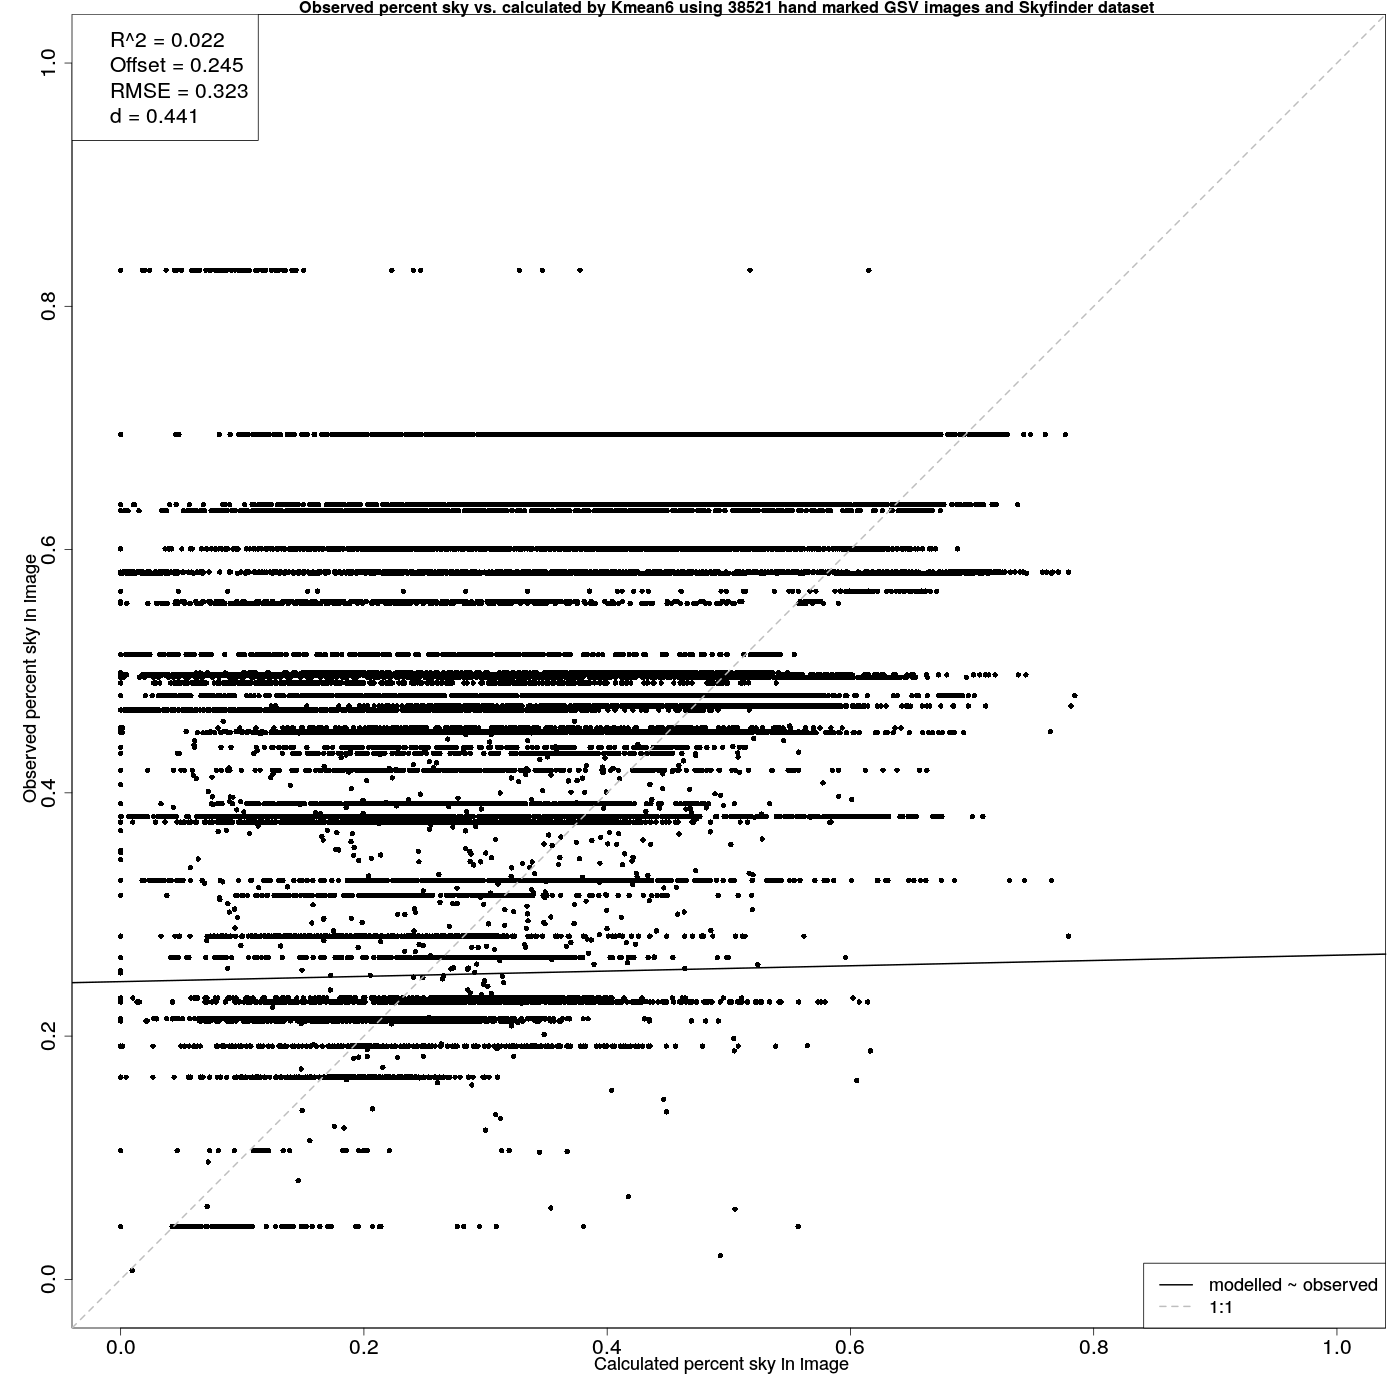 Observed percent sky vs. calculated by Kmean6 using 38521 hand marked GSV images and Skyfinder dataset
R^2 = 0.022
Offset = 0.245
RMSE = 0.323
d = 0.441
1.0
0.8
0.6
0.4
0.2
0.0
Observed percent sky in image
modelled ~ observed
1:1
0.0 0.2 0.4 0.6 0.8 1.0
Calculated percent sky in image